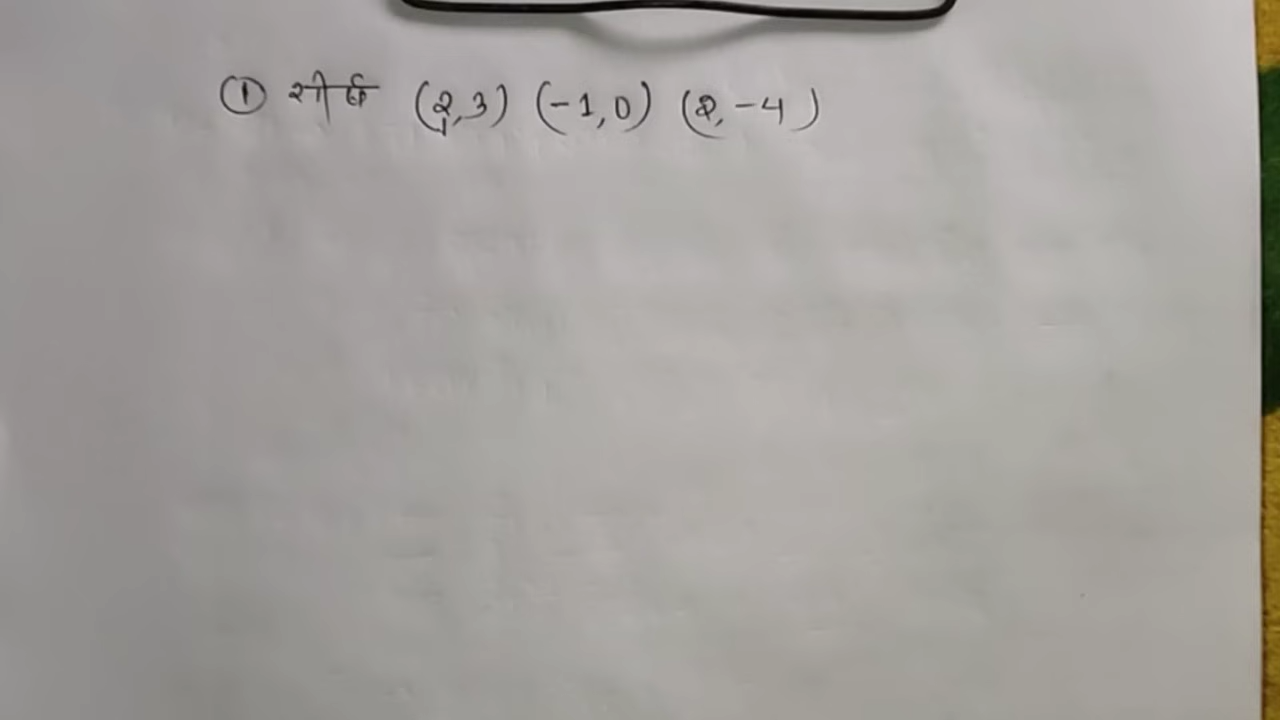 ① शीर्ष (2,3) (-1,0) (2,-4)